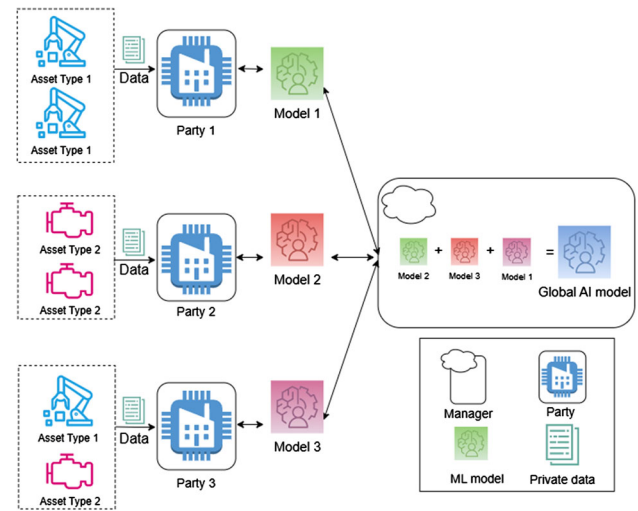 Asset Type 1
Asset Type 1
Data
Party 1
Model 1
Asset Type 2
Asset Type 2
Data
Party 2
Model 2
Model 2 + Model 3 + Model 1 = Global AI model
Asset Type 1
Asset Type 2
Data
Party 3
Model 3
Manager
Party
ML model
Private data